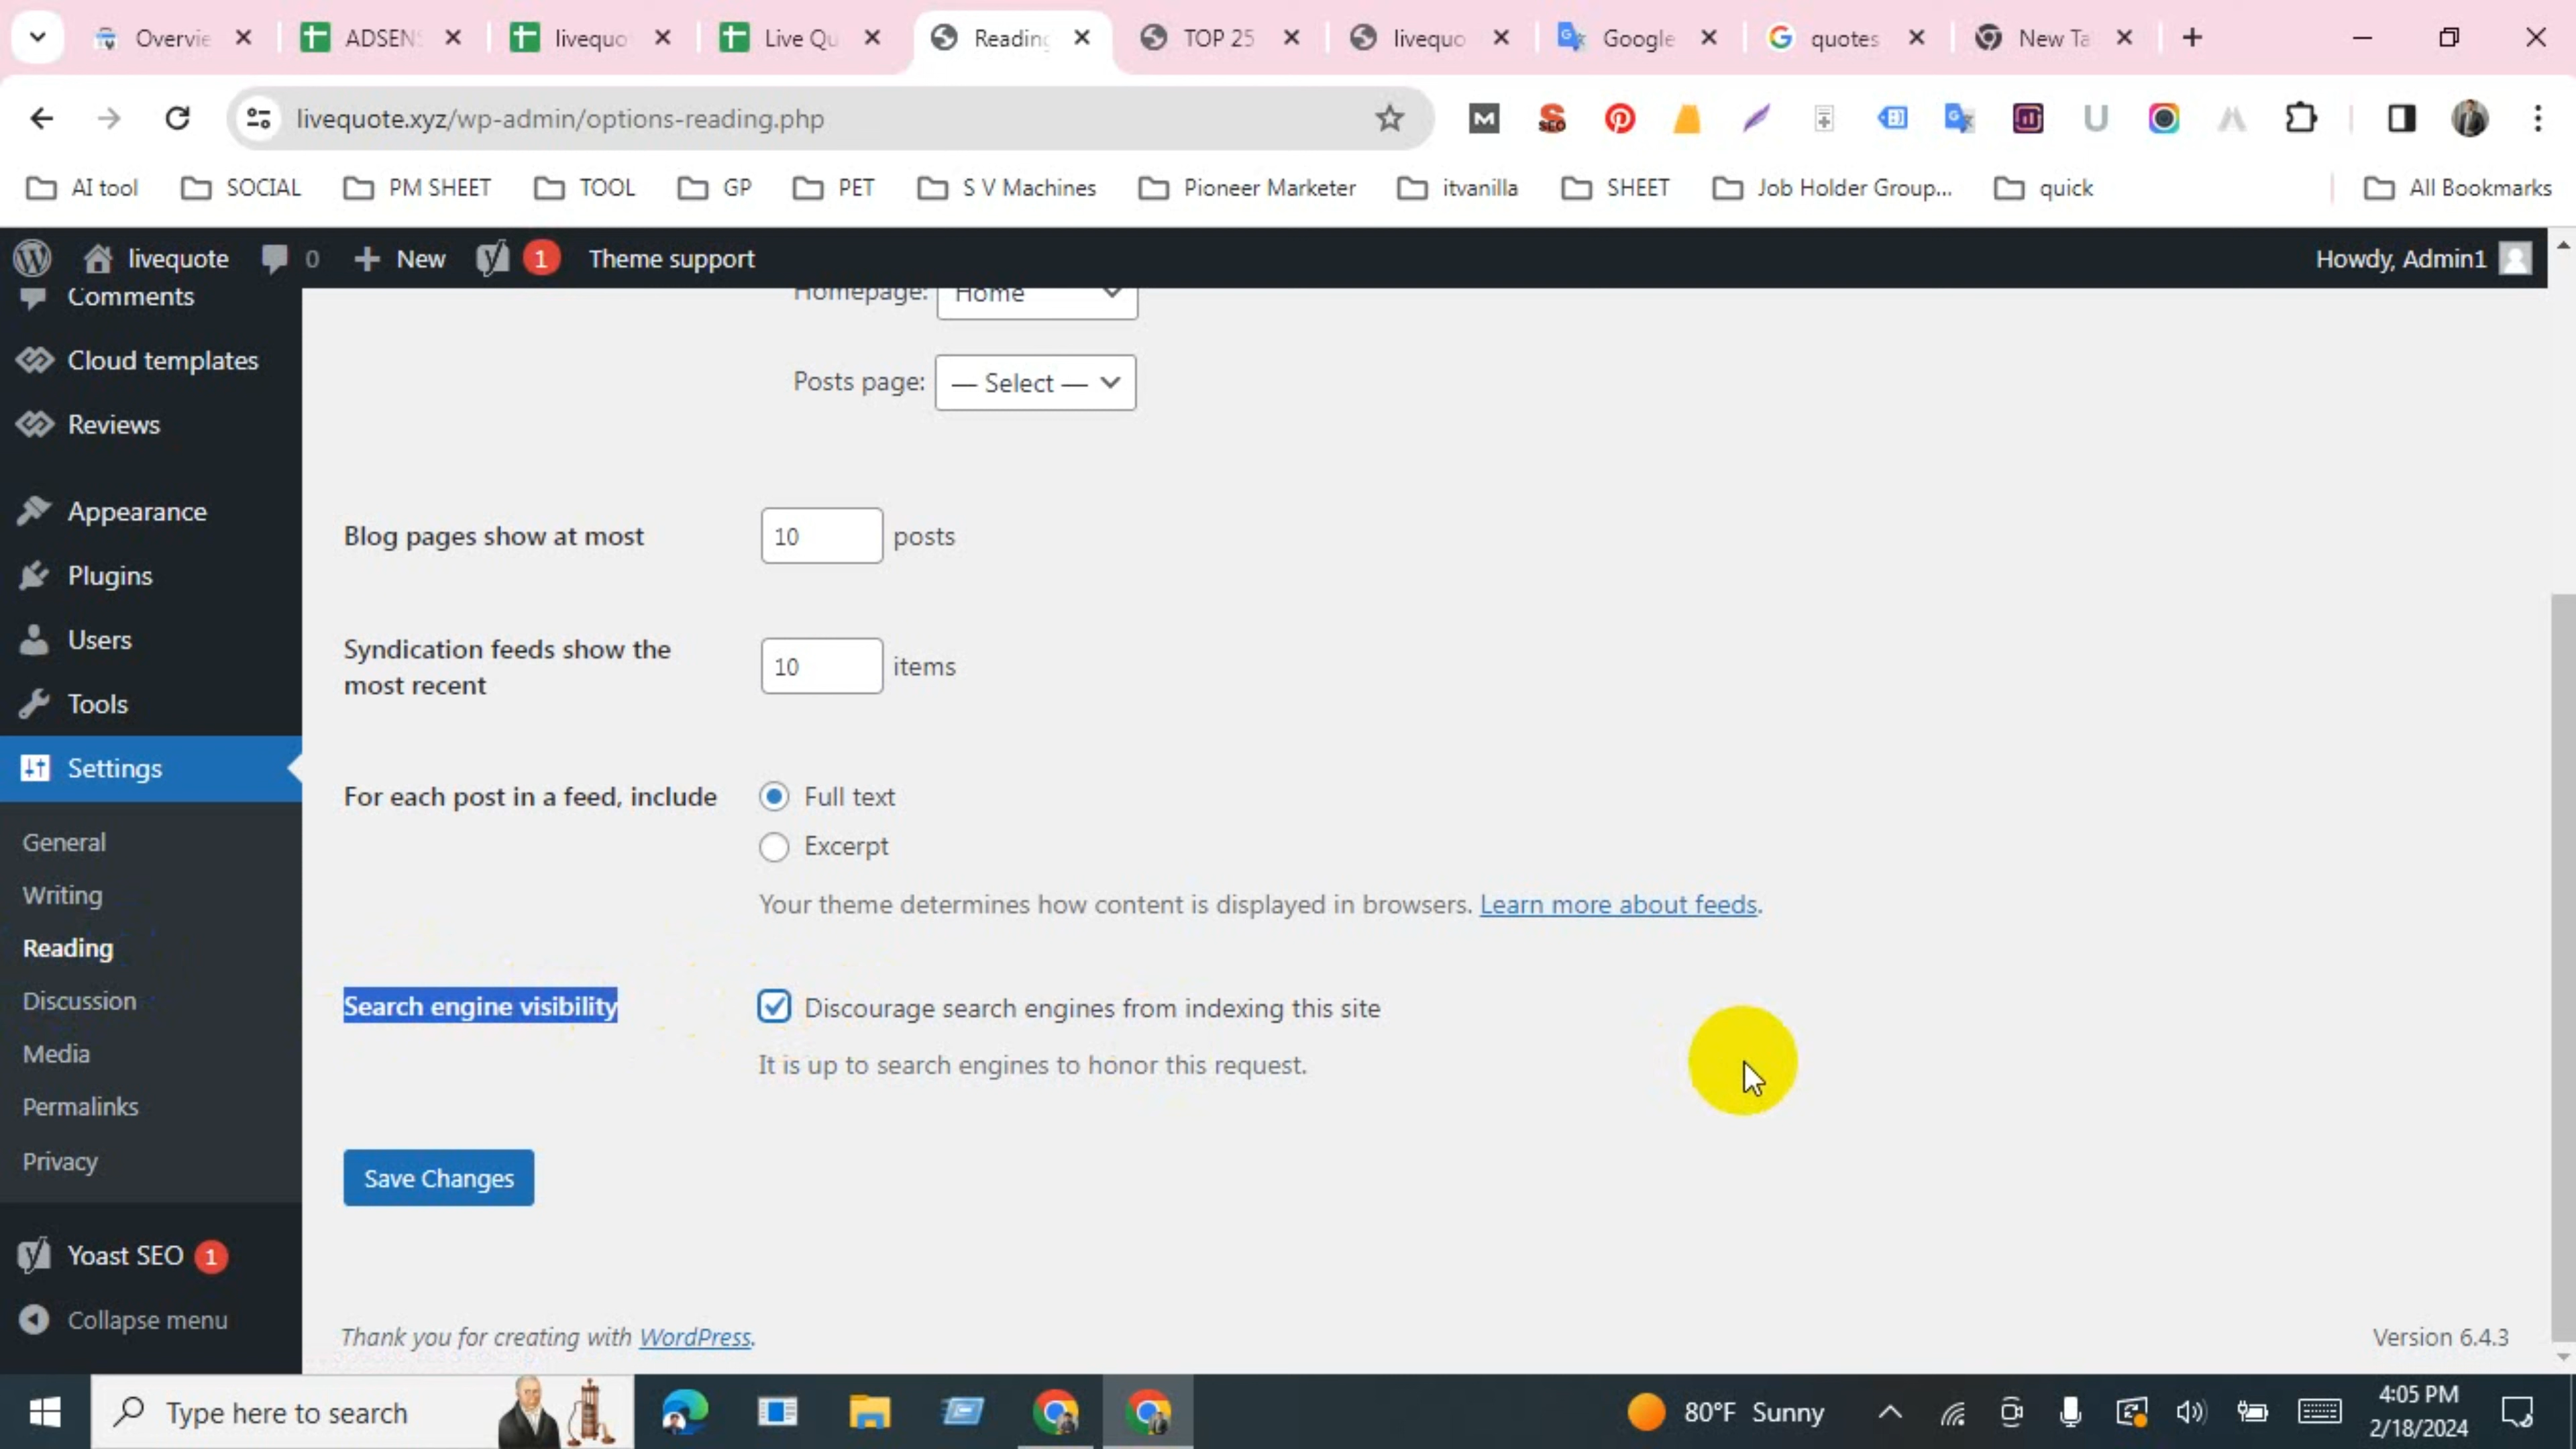 Overvie
ADSENS
livequo
Live Qu
Reading
TOP 25
livequo
Google
quotes
New Ta
livequote.xyz/wp-admin/options-reading.php
AI tool
SOCIAL
PM SHEET
TOOL
GP
PET
S V Machines
Pioneer Marketer
itvanilla
SHEET
Job Holder Group...
quick
All Bookmarks
livequote
0
New
1
Theme support
Howdy, Admin1
Comments
Cloud templates
Reviews
Appearance
Plugins
Users
Tools
Settings
General
Writing
Reading
Discussion
Media
Permalinks
Privacy
Yoast SEO 1
Collapse menu
Homepage: Home
Posts page: — Select —
Blog pages show at most 10 posts
Syndication feeds show the
most recent
10 items
For each post in a feed, include
Full text
Excerpt
Your theme determines how content is displayed in browsers. Learn more about feeds.
Search engine visibility
Discourage search engines from indexing this site
It is up to search engines to honor this request.
Save Changes
Thank you for creating with WordPress.
Version 6.4.3
Type here to search
80°F Sunny
4:05 PM
2/18/2024